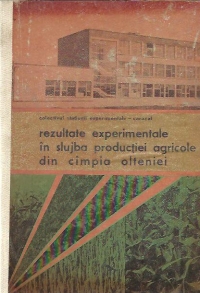 colectivul stațiunii experimentale - caracal
rezultate experimentale
în slujba producției agricole
din cîmpia olteniei